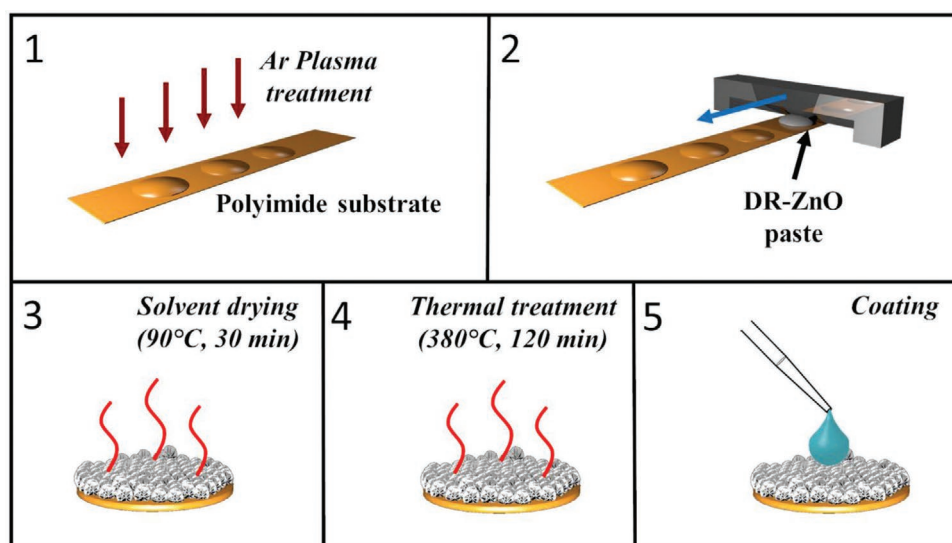 1
Ar Plasma
treatment
Polyimide substrate
2
DR-ZnO
paste
3
Solvent drying
(90°C, 30 min)
4
Thermal treatment
(380°C, 120 min)
5
Coating